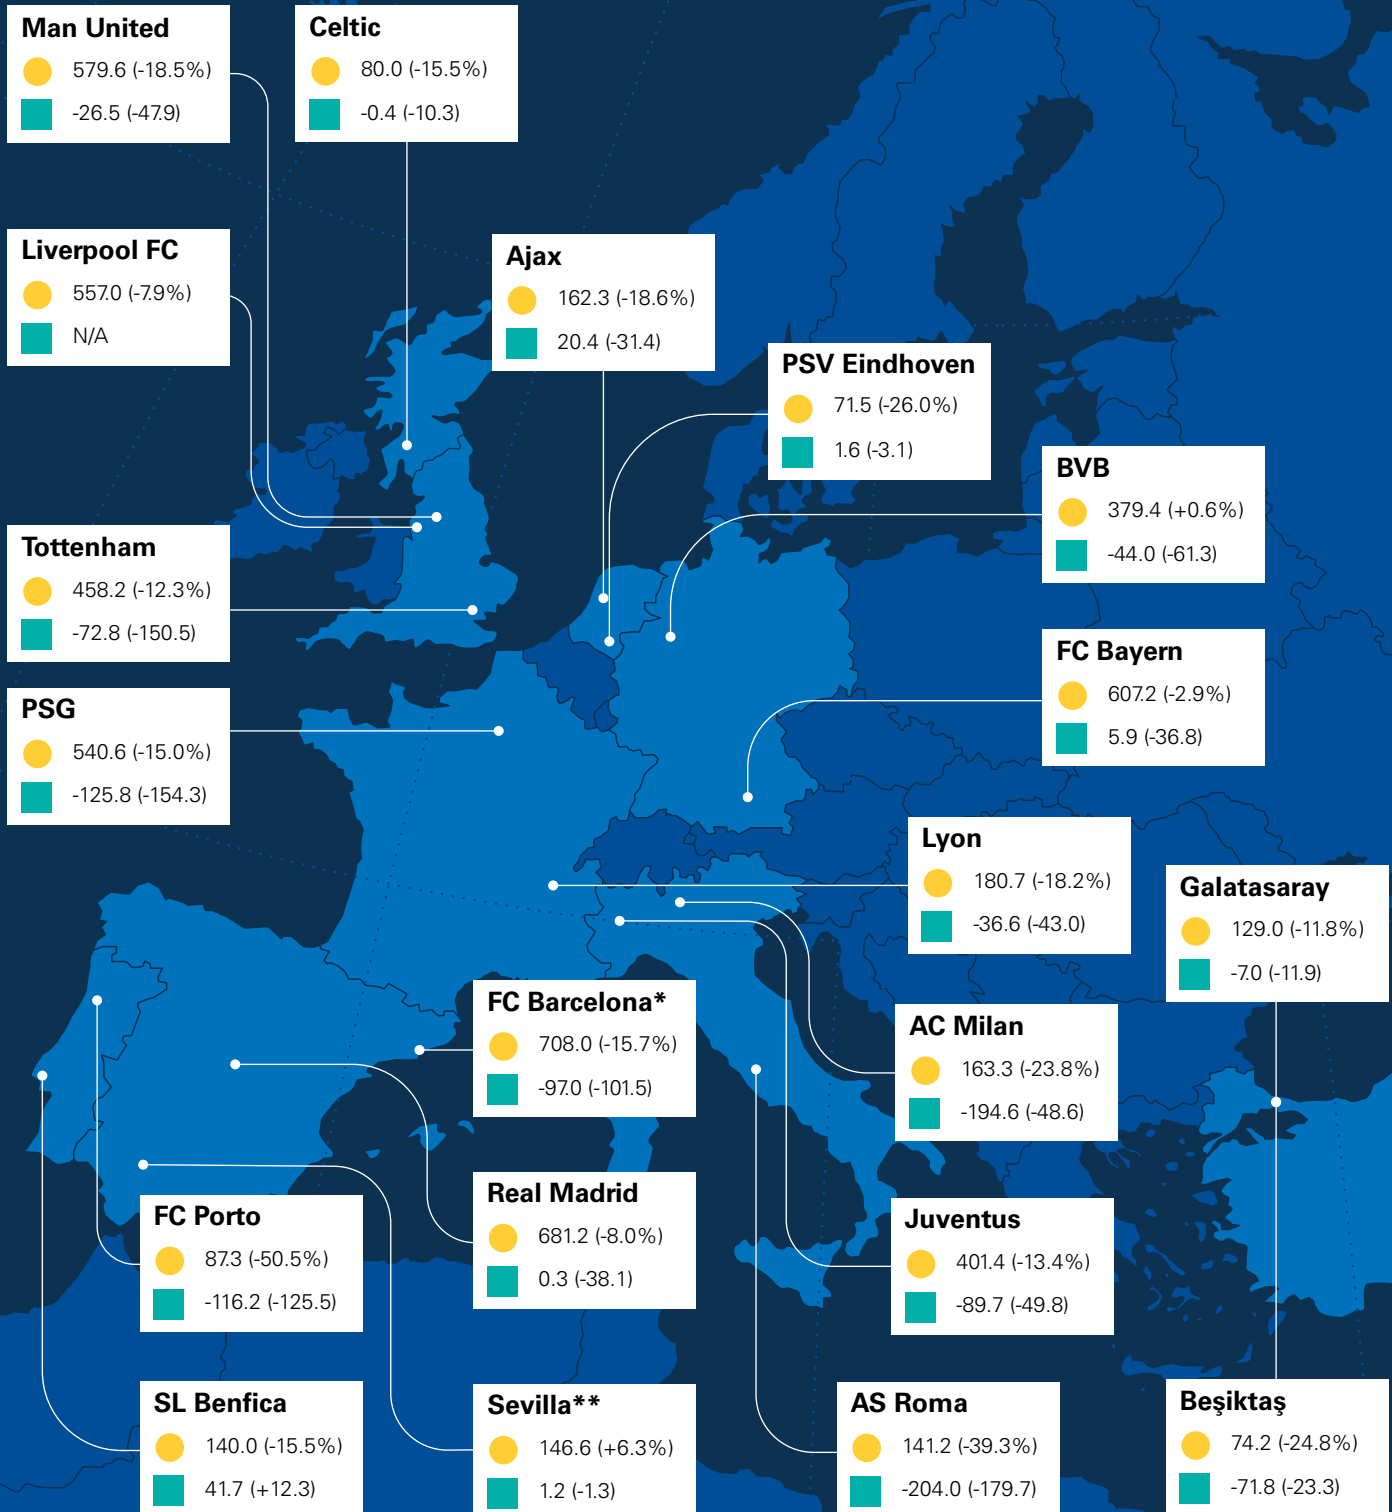 Man United
579.6 (-18.5%)
-26.5 (-47.9)
Celtic
80.0 (-15.5%)
-0.4 (-10.3)
Liverpool FC
557.0 (-7.9%)
N/A
Ajax
162.3 (-18.6%)
20.4 (-31.4)
PSV Eindhoven
71.5 (-26.0%)
1.6 (-3.1)
BVB
379.4 (+0.6%)
-44.0 (-61.3)
Tottenham
458.2 (-12.3%)
-72.8 (-150.5)
FC Bayern
607.2 (-2.9%)
5.9 (-36.8)
PSG
540.6 (-15.0%)
-125.8 (-154.3)
Lyon
180.7 (-18.2%)
-36.6 (-43.0)
Galatasaray
129.0 (-11.8%)
-7.0 (-11.9)
FC Barcelona*
708.0 (-15.7%)
-97.0 (-101.5)
AC Milan
163.3 (-23.8%)
-194.6 (-48.6)
Real Madrid
681.2 (-8.0%)
0.3 (-38.1)
FC Porto
87.3 (-50.5%)
-116.2 (-125.5)
Juventus
401.4 (-13.4%)
-89.7 (-49.8)
SL Benfica
140.0 (-15.5%)
41.7 (+12.3)
Sevilla**
146.6 (+6.3%)
1.2 (-1.3)
AS Roma
141.2 (-39.3%)
-204.0 (-179.7)
Beşiktaş
74.2 (-24.8%)
-71.8 (-23.3)